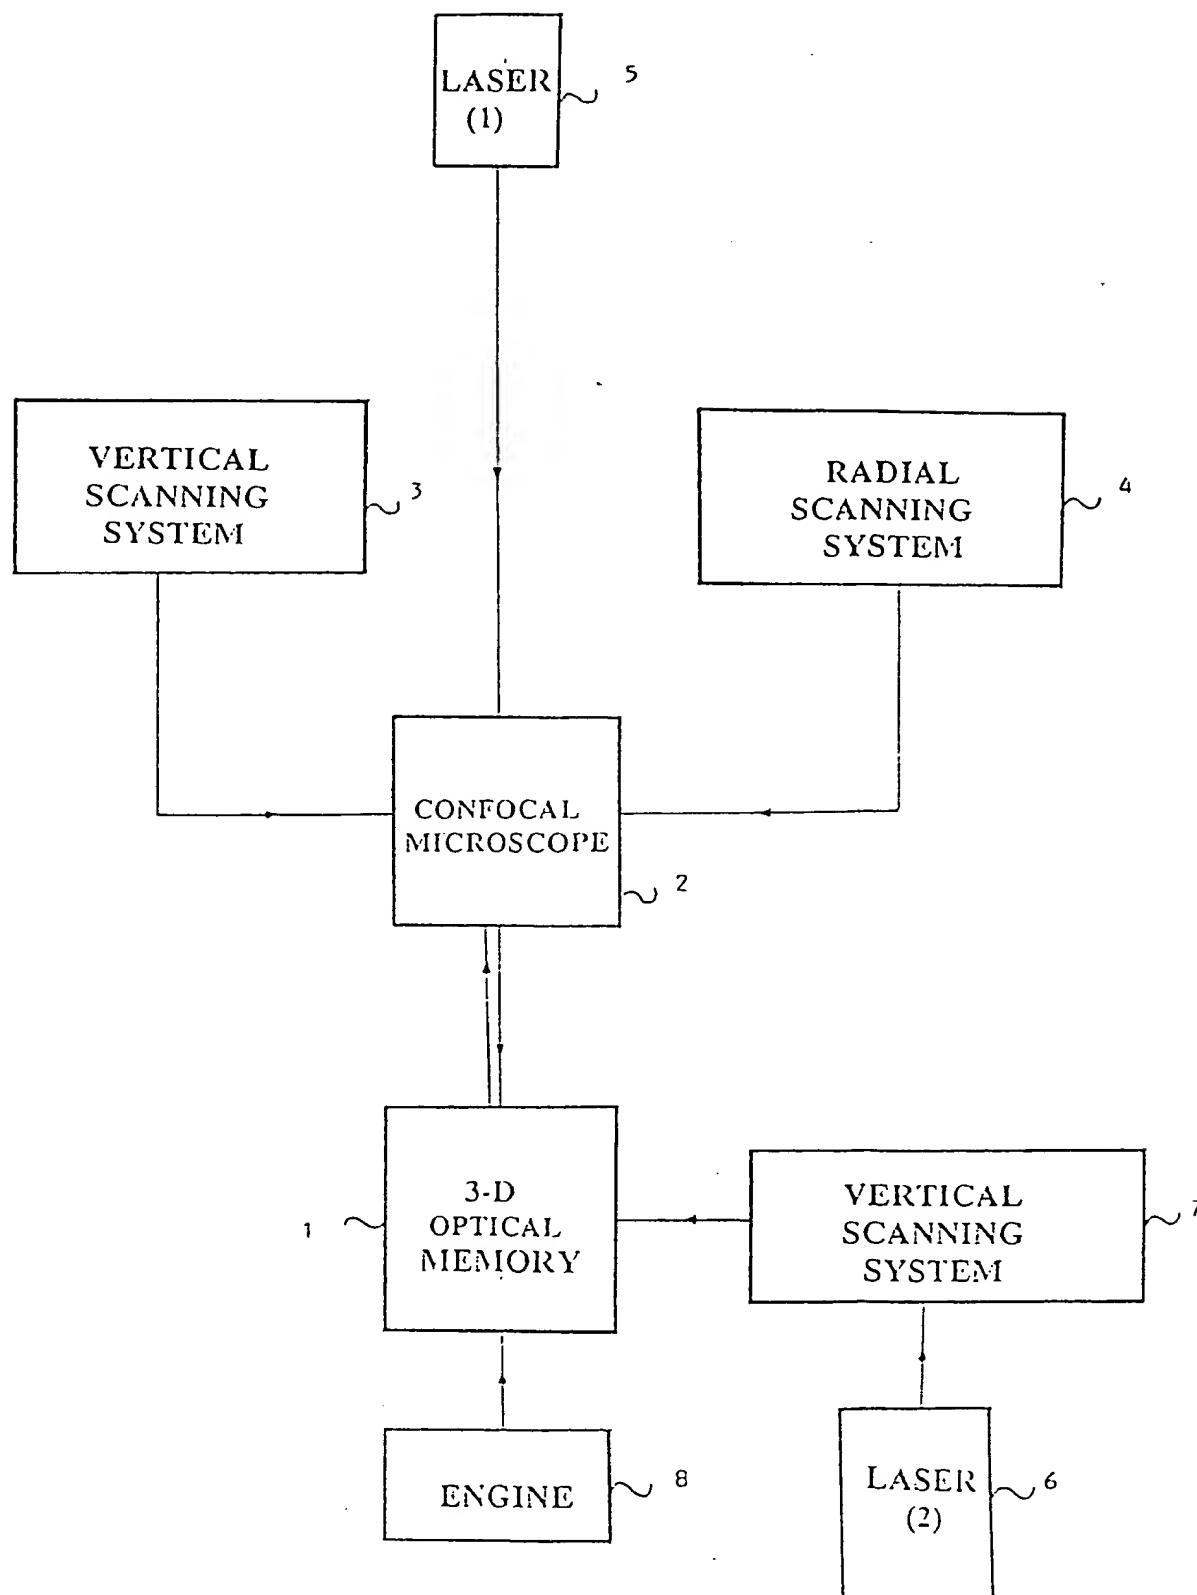 LASER
(1)
5
VERTICAL
SCANNING
SYSTEM
3
RADIAL
SCANNING
SYSTEM
4
CONFOCAL
MICROSCOPE
2
3-D
OPTICAL
MEMORY
1
VERTICAL
SCANNING
SYSTEM
7
ENGINE
8
LASER
(2)
6